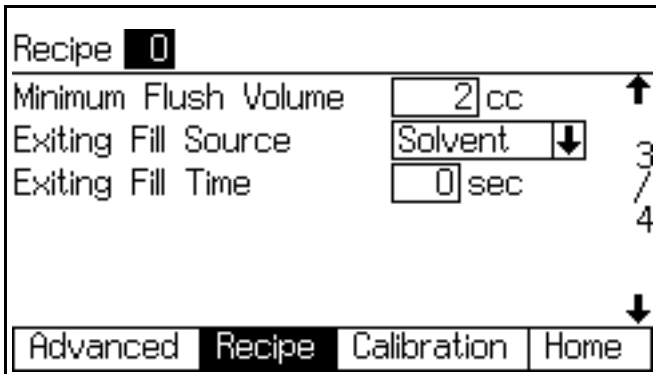 Recipe 0
Minimum Flush Volume 2 cc
Exiting Fill Source Solvent
Exiting Fill Time 0 sec
3
/
4
Advanced Recipe Calibration Home